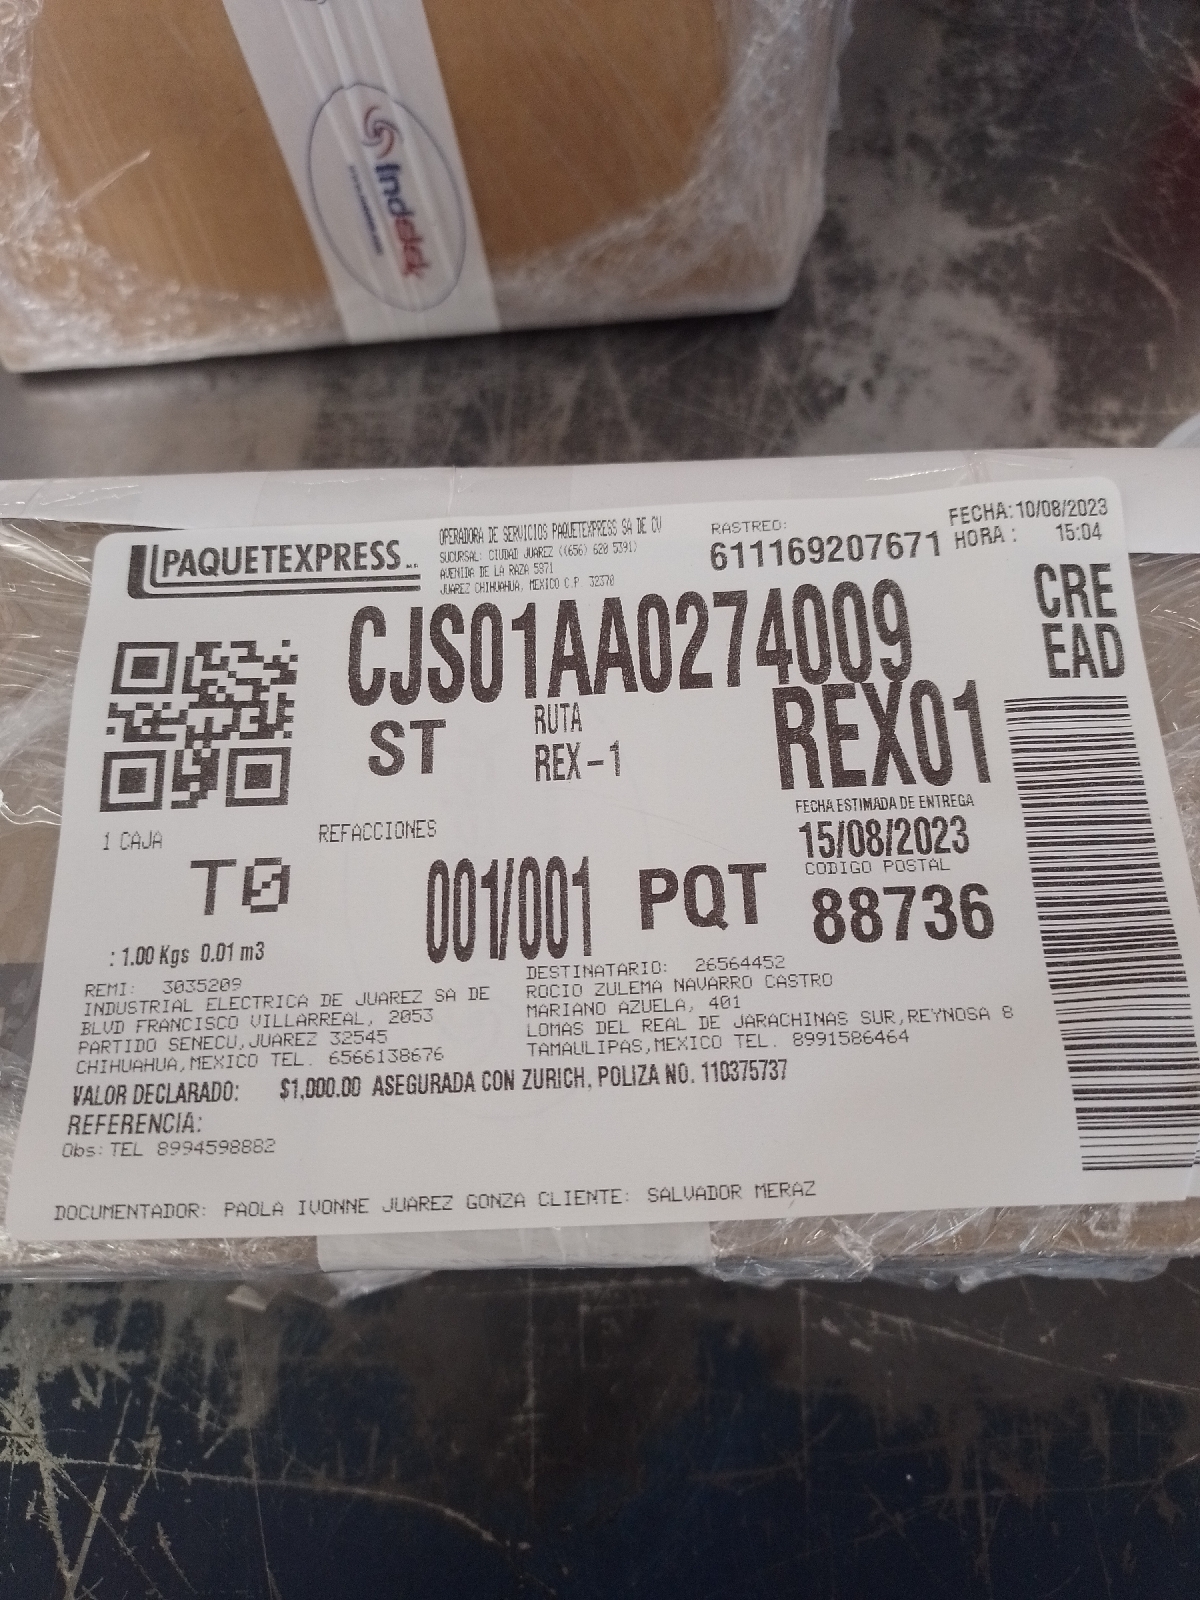 Indelek
PAQUETEXPRESS
OPERADORA DE SERVICIOS PAQUETEXPRESS SA DE CV
SUCURSAL: CIUDAD JUAREZ ((656) 620 5391)
AVENIDA DE LA RAZA 5971
JUAREZ CHIHUAHUA, MEXICO C.P. 32370
RASTREO:
611169207671
FECHA: 10/08/2023
HORA : 15:04
CJS01AA0274009
CRE
EAD
ST
RUTA
REX-1
REX01
FECHA ESTIMADA DE ENTREGA
15/08/2023
CODIGO POSTAL
88736
1 CAJA
REFACCIONES
T0
001/001
PQT
: 1.00 Kgs 0.01 m3
REMI: 3035209
INDUSTRIAL ELECTRICA DE JUAREZ SA DE
BLVD FRANCISCO VILLARREAL, 2053
PARTIDO SENECU,JUAREZ 32545
CHIHUAHUA,MEXICO TEL. 6566138676
DESTINATARIO: 26564452
ROCIO ZULEMA NAVARRO CASTRO
MARIANO AZUELA, 401
LOMAS DEL REAL DE JARACHINAS SUR,REYNOSA 8
TAMAULIPAS,MEXICO TEL. 8991586464
VALOR DECLARADO: $1,000.00 ASEGURADA CON ZURICH, POLIZA NO. 110375737
REFERENCIA:
Obs: TEL 8994598882
DOCUMENTADOR: PAOLA IVONNE JUAREZ GONZA CLIENTE: SALVADOR MERAZ